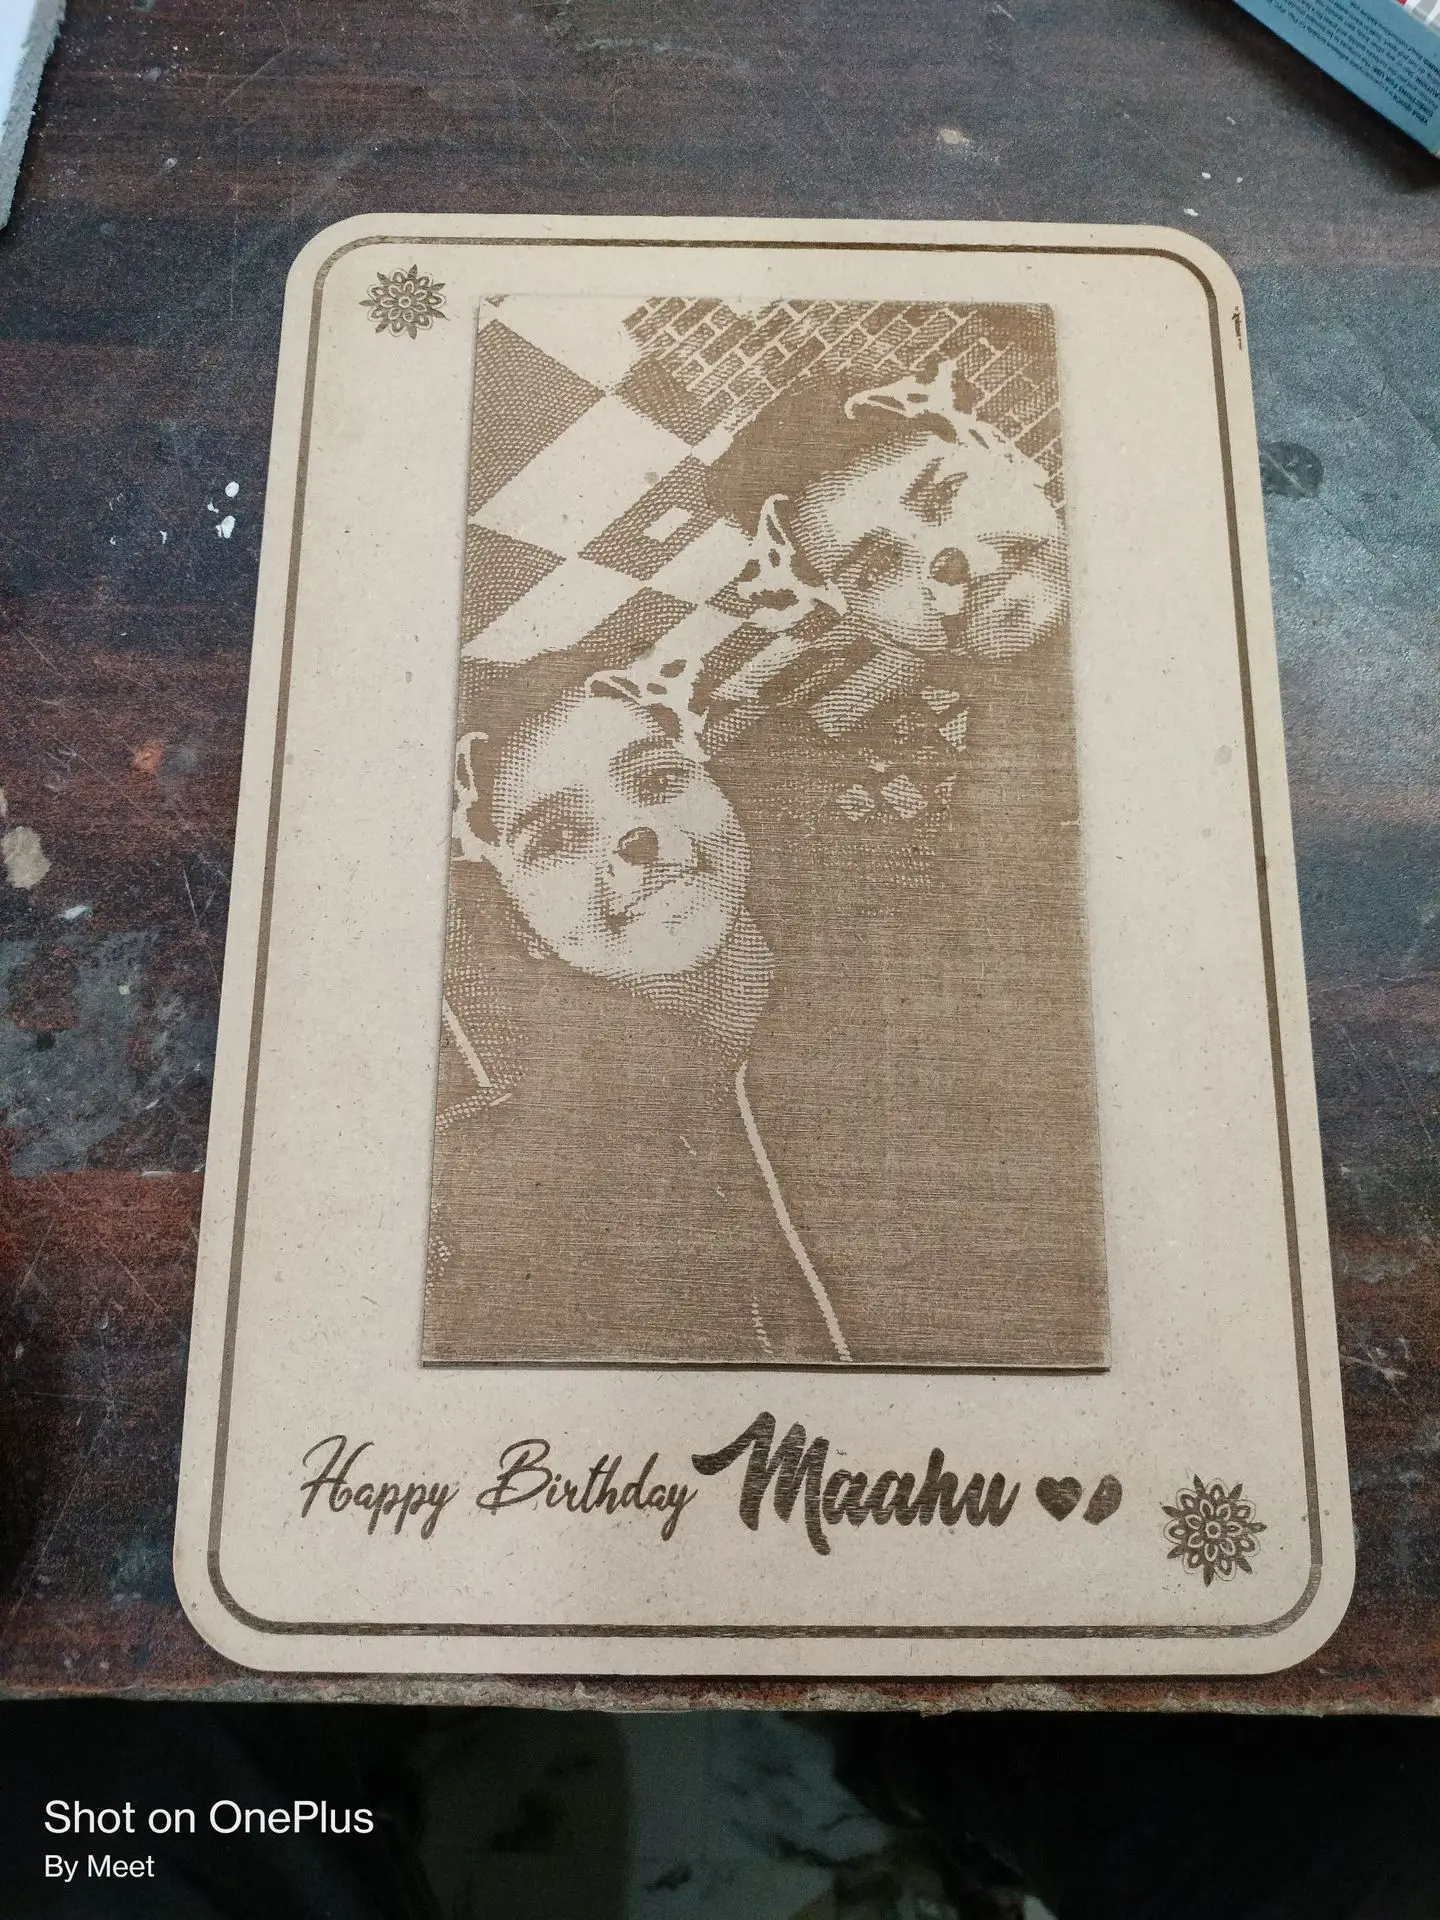 Happy Birthday Maahu
Shot on OnePlus
By Meet